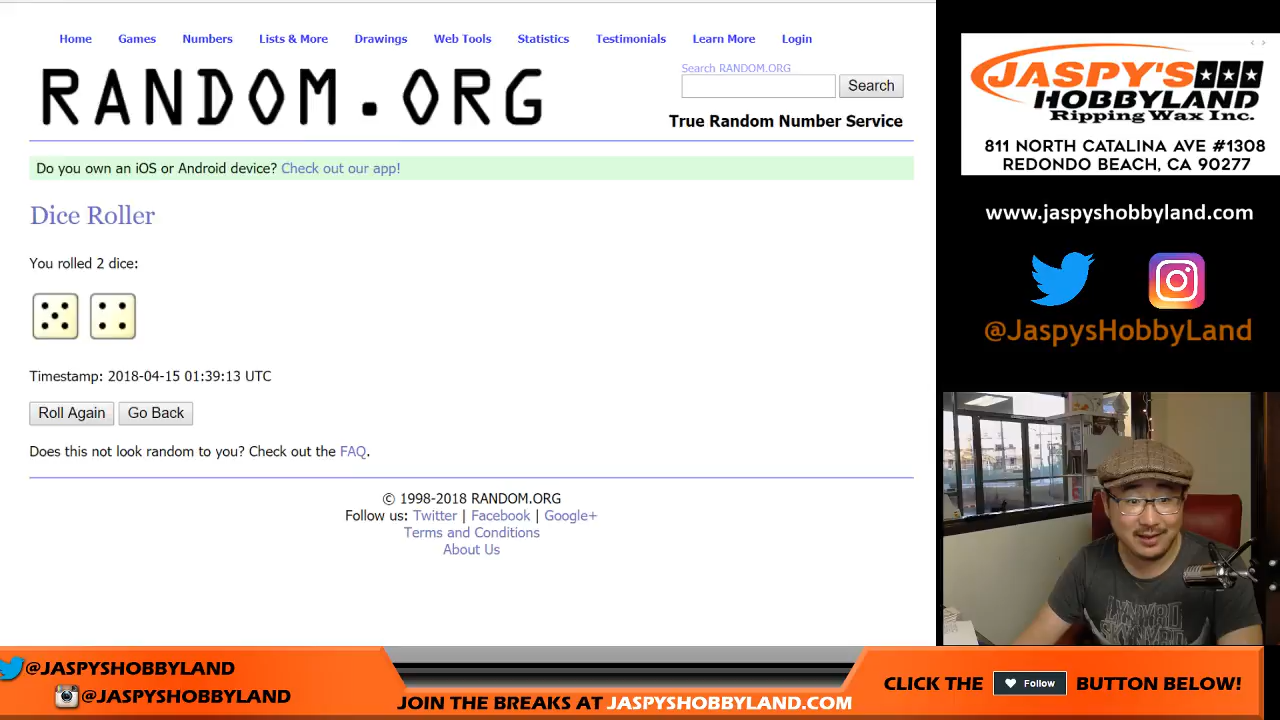 Home Games Numbers Lists & More Drawings Web Tools Statistics Testimonials Learn More Login
RANDOM.ORG
Search RANDOM.ORG
Search
True Random Number Service
Do you own an iOS or Android device? Check out our app!
Dice Roller
You rolled 2 dice:
Timestamp: 2018-04-15 01:39:13 UTC
Roll Again Go Back
Does this not look random to you? Check out the FAQ.
© 1998-2018 RANDOM.ORG
Follow us: Twitter | Facebook | Google+
Terms and Conditions
About Us
JASPY'S
HOBBYLAND
Ripping Wax Inc.
811 NORTH CATALINA AVE #1308
REDONDO BEACH, CA 90277
www.jaspyshobbyland.com
@JaspysHobbyLand
LYNYRD
SKYNYRD
@JASPYSHOBBYLAND
@JASPYSHOBBYLAND
JOIN THE BREAKS AT JASPYSHOBBYLAND.COM
CLICK THE Follow BUTTON BELOW!